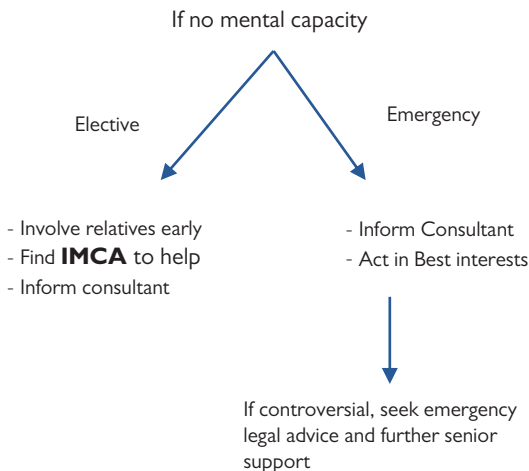 If no mental capacity
Elective
Emergency
- Involve relatives early
- Find IMCA to help
- Inform consultant
- Inform Consultant
- Act in Best interests
If controversial, seek emergency
legal advice and further senior
support